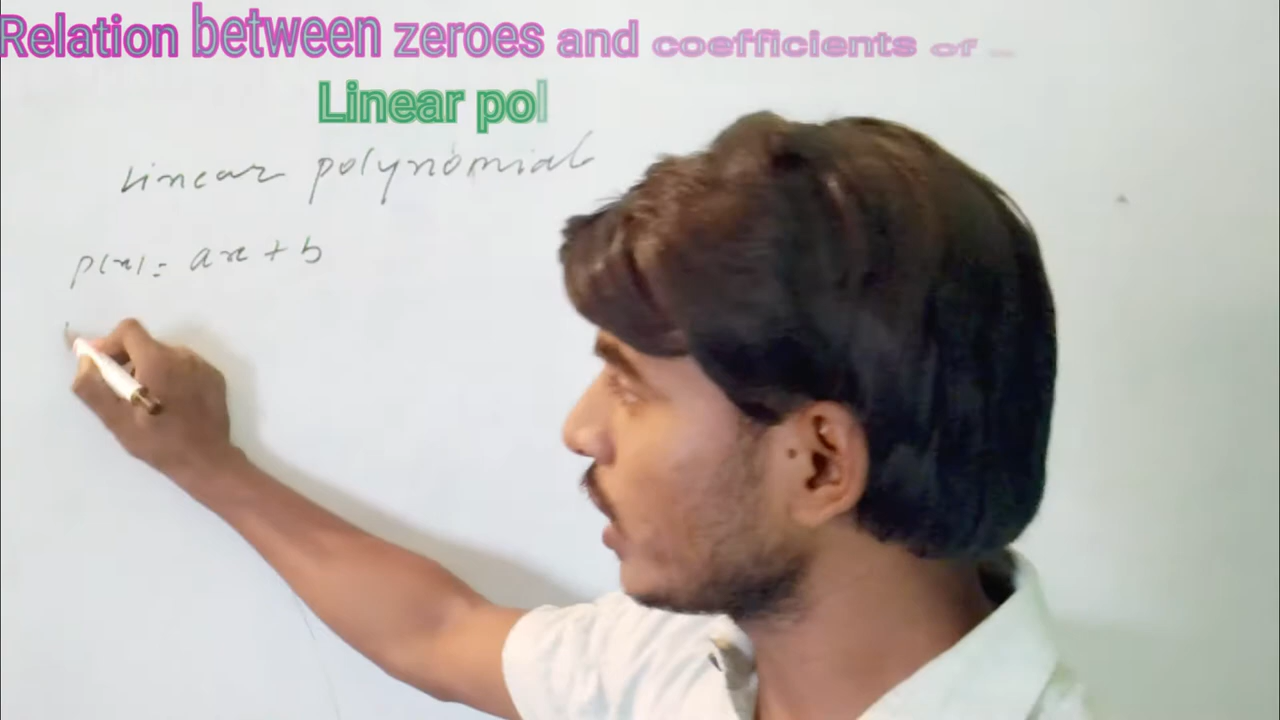 Relation between zeroes and coefficients of
Linear pol
Linear polynomial
p(x) = ax + b